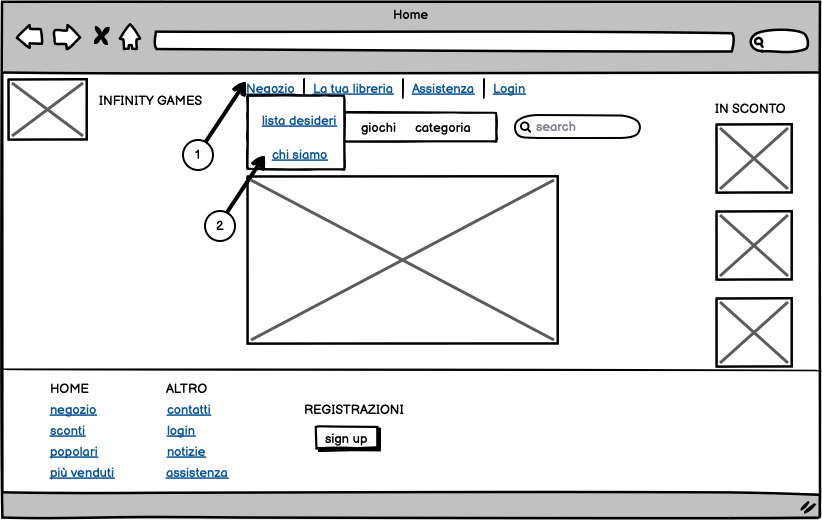 Home
Negozio
La tua libreria
Assistenza
Login
INFINITY GAMES
IN SCONTO
lista desideri
giochi
categoria
search
1
chi siamo
2
HOME
ALTRO
negozio
contatti
REGISTRAZIONI
sconti
login
sign up
popolari
notizie
più venduti
assistenza